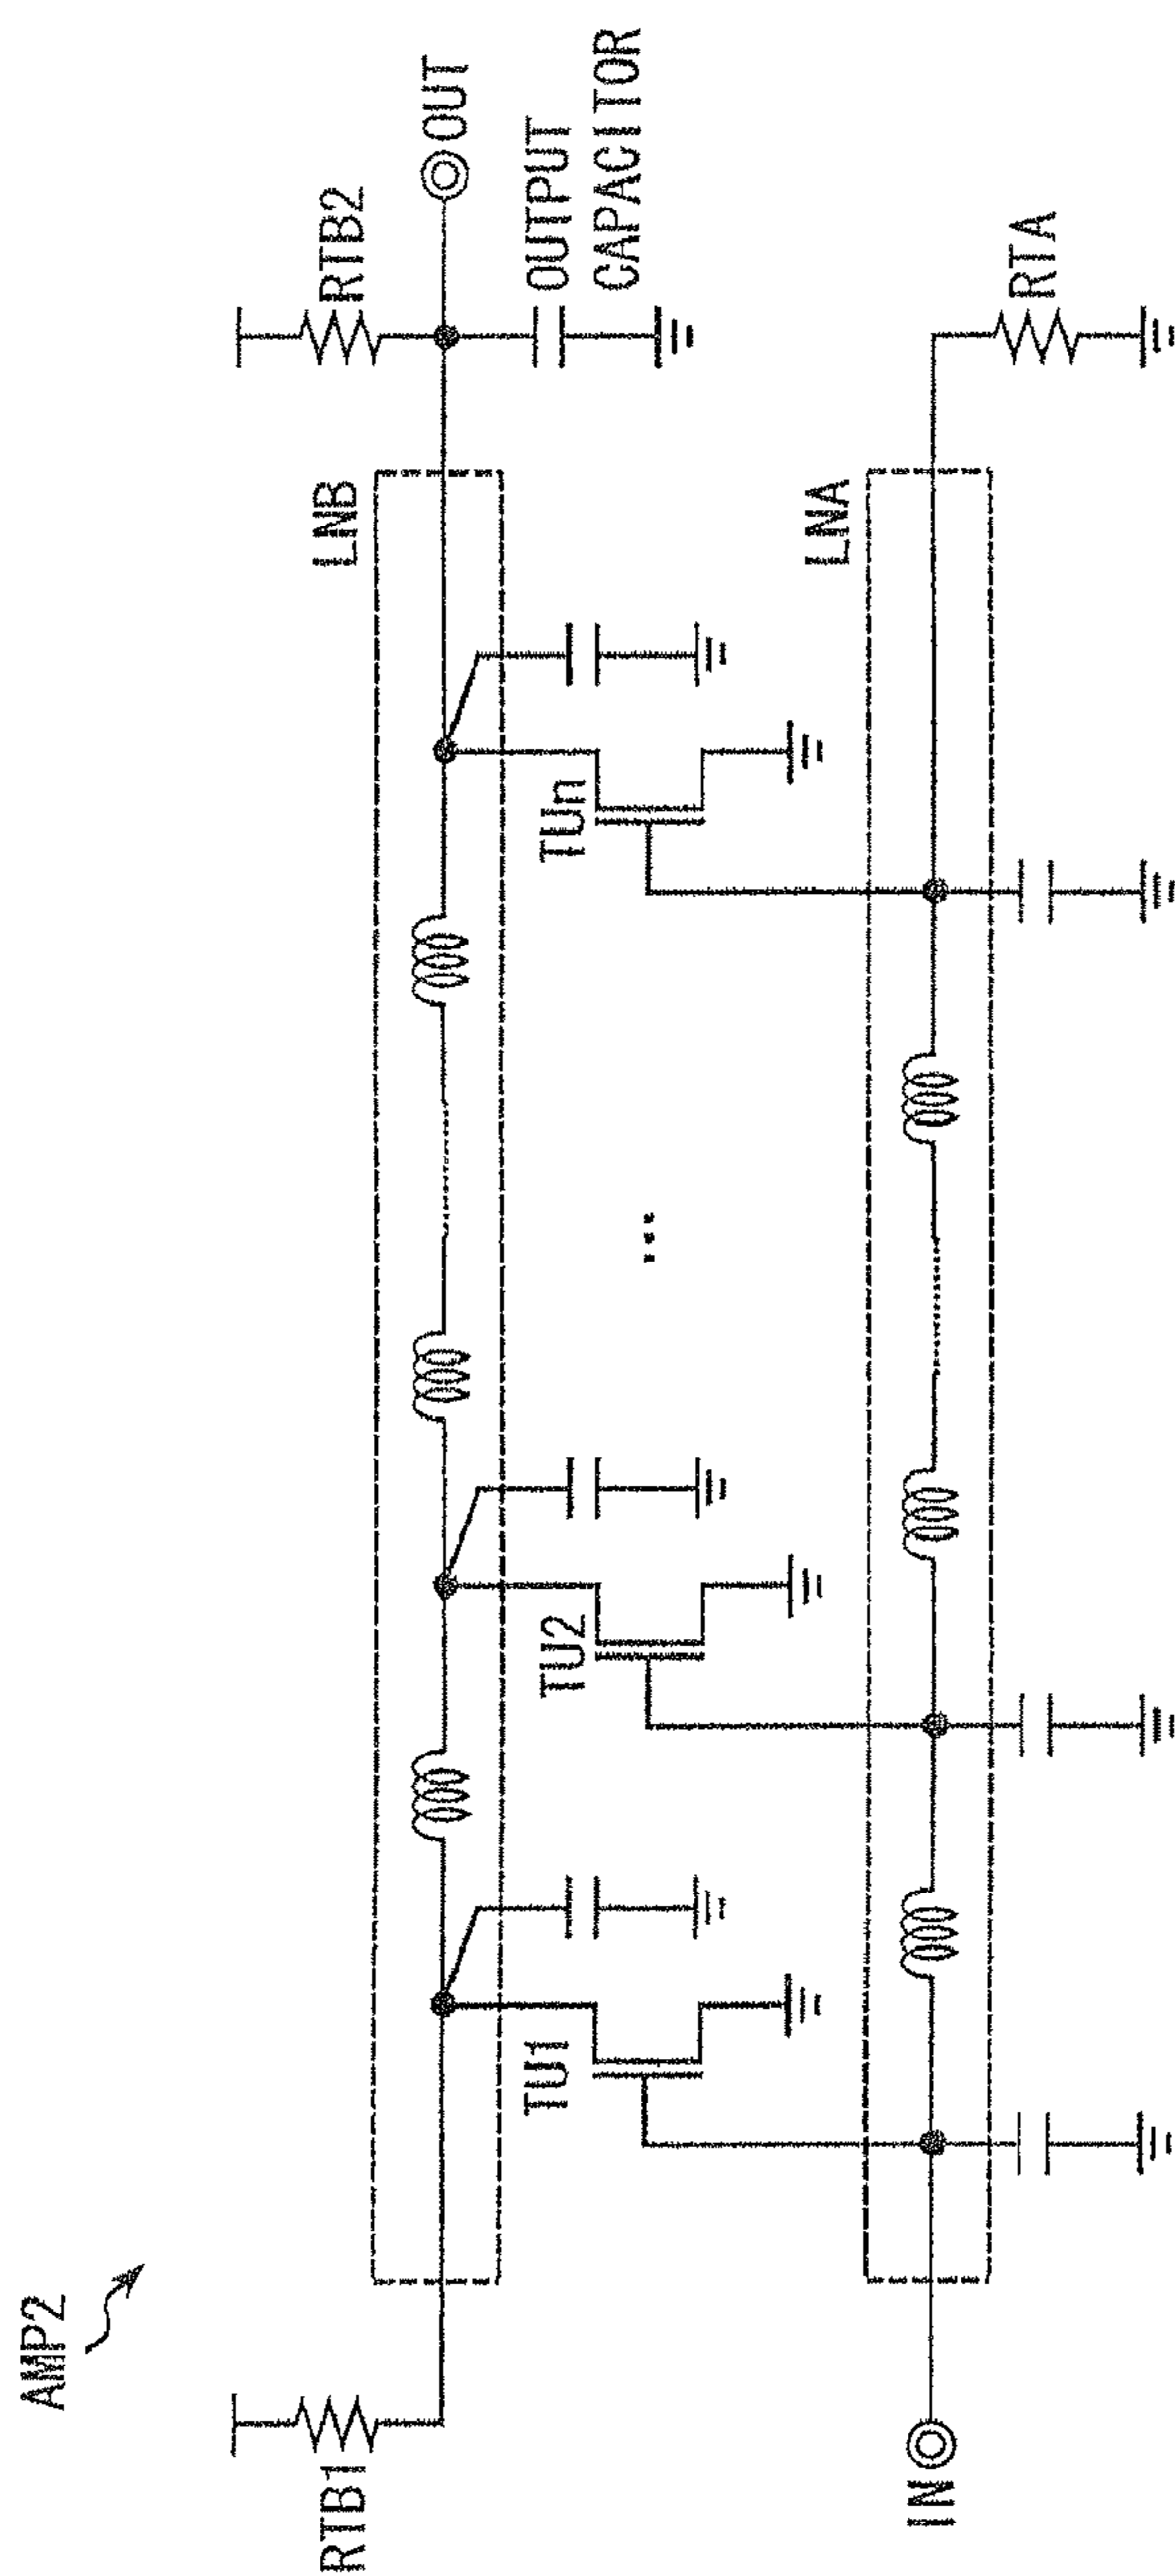 AMP2
RTB1
RTB2
OUT
LNB
OUTPUT
CAPACITOR
TU1
TU2
...
TUn
LNA
IN
RTA